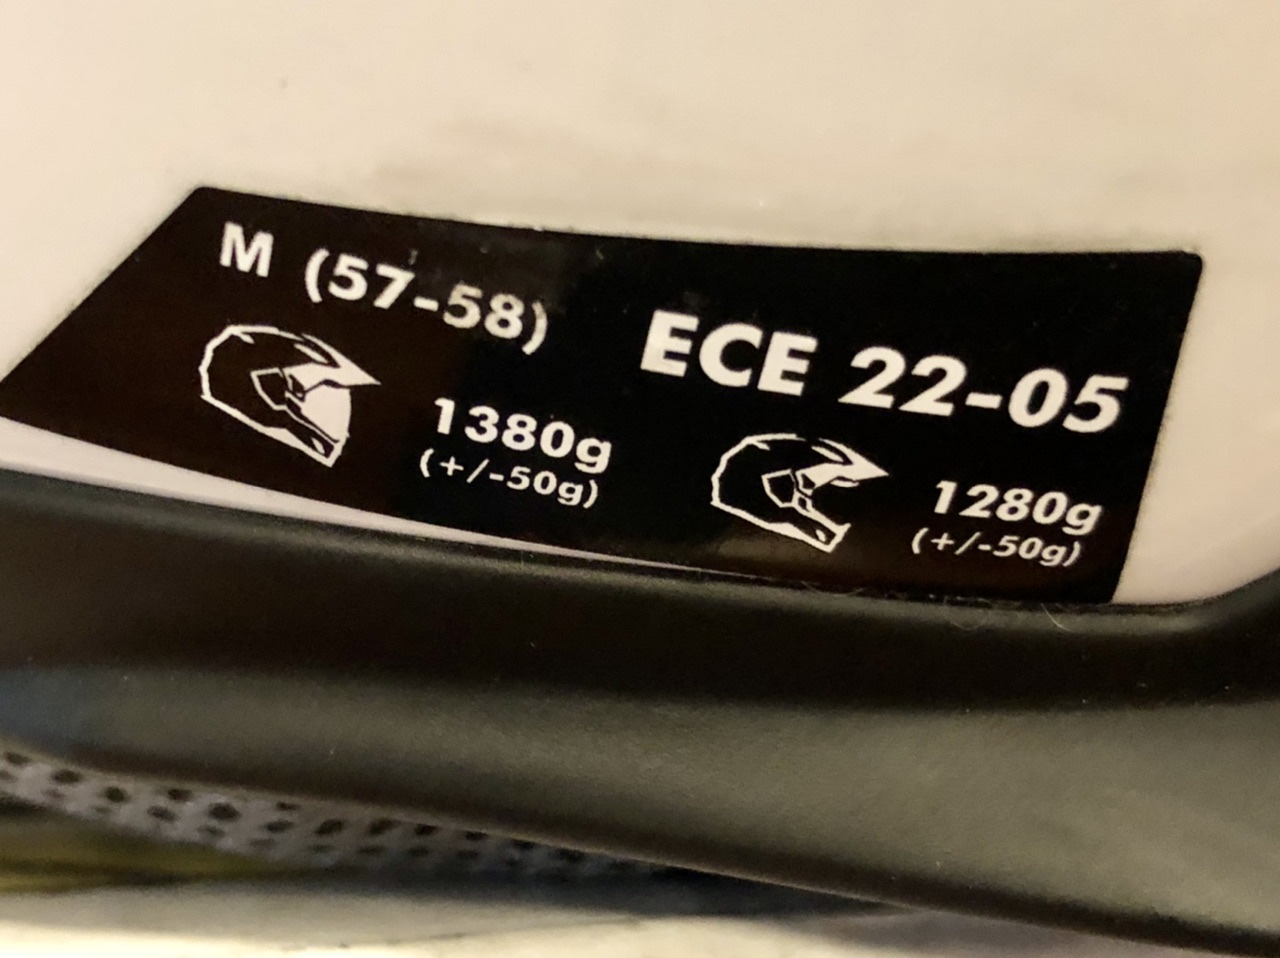 M (57-58)
ECE 22-05
1380g
(+/-50g)
1280g
(+/-50g)